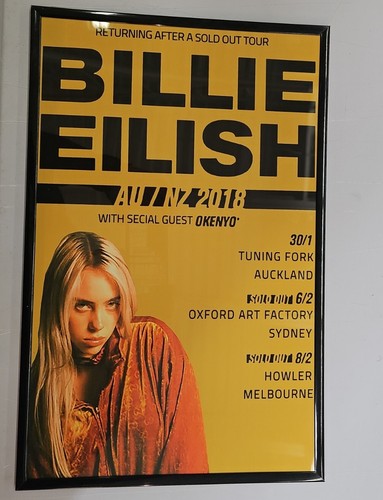 RETURNING AFTER A SOLD OUT TOUR
BILLIE
EILISH
AU / NZ 2018
WITH SECIAL GUEST OKENYO*
30/1
TUNING FORK
AUCKLAND
SOLD OUT 6/2
OXFORD ART FACTORY
SYDNEY
SOLD OUT 8/2
HOWLER
MELBOURNE